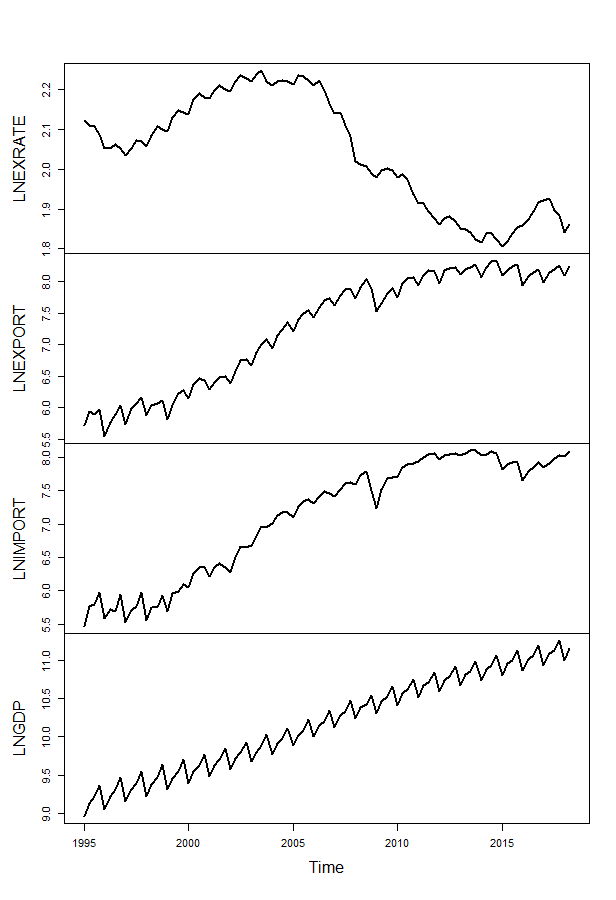 LNEXRATE
1.8 1.9 2.0 2.1 2.2
LNEXPORT
5.5 6.0 6.5 7.0 7.5 8.0
LNIMPORT
5.5 6.0 6.5 7.0 7.5 8.0
LNGDP
9.0 9.5 10.0 10.5 11.0
1995 2000 2005 2010 2015
Time